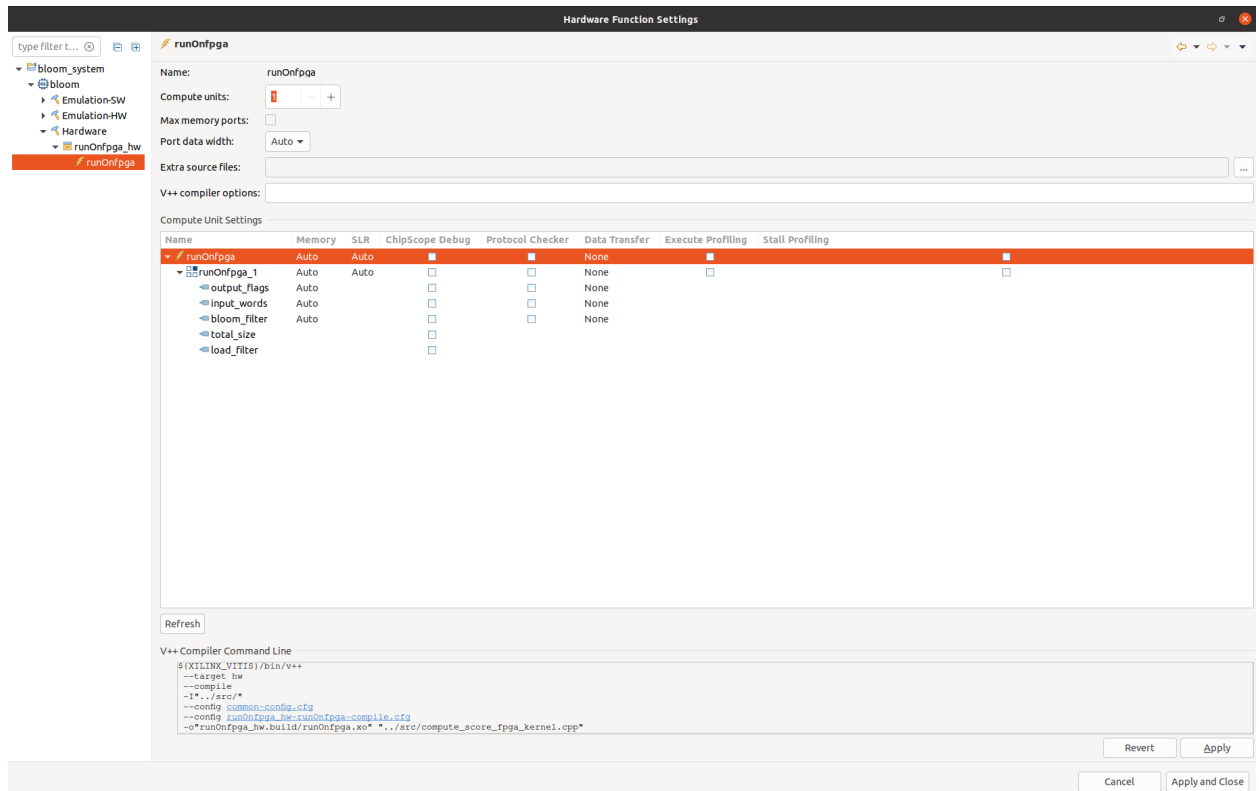 Hardware Function Settings
type filter t...
runOnfpga
bloom_system
bloom
Emulation-SW
Emulation-HW
Hardware
runOnfpga_hw
runOnfpga
Name: runOnfpga
Compute units: 1 - +
Max memory ports:
Port data width: Auto
Extra source files: ...
V++ compiler options:
Compute Unit Settings
Name Memory SLR ChipScope Debug Protocol Checker Data Transfer Execute Profiling Stall Profiling
runOnfpga Auto Auto None
runOnfpga_1 Auto Auto None
output_flags Auto None
input_words Auto None
bloom_filter Auto None
total_size
load_filter
Refresh
V++ Compiler Command Line
${XILINX_VITIS}/bin/v++
--target hw
--compile
-I"../src/"
--config common-config.cfg
--config runOnfpga_hw-runOnfpga-compile.cfg
-o"runOnfpga_hw.build/runOnfpga.xo" "../src/compute_score_fpga_kernel.cpp"
Revert Apply
Cancel Apply and Close